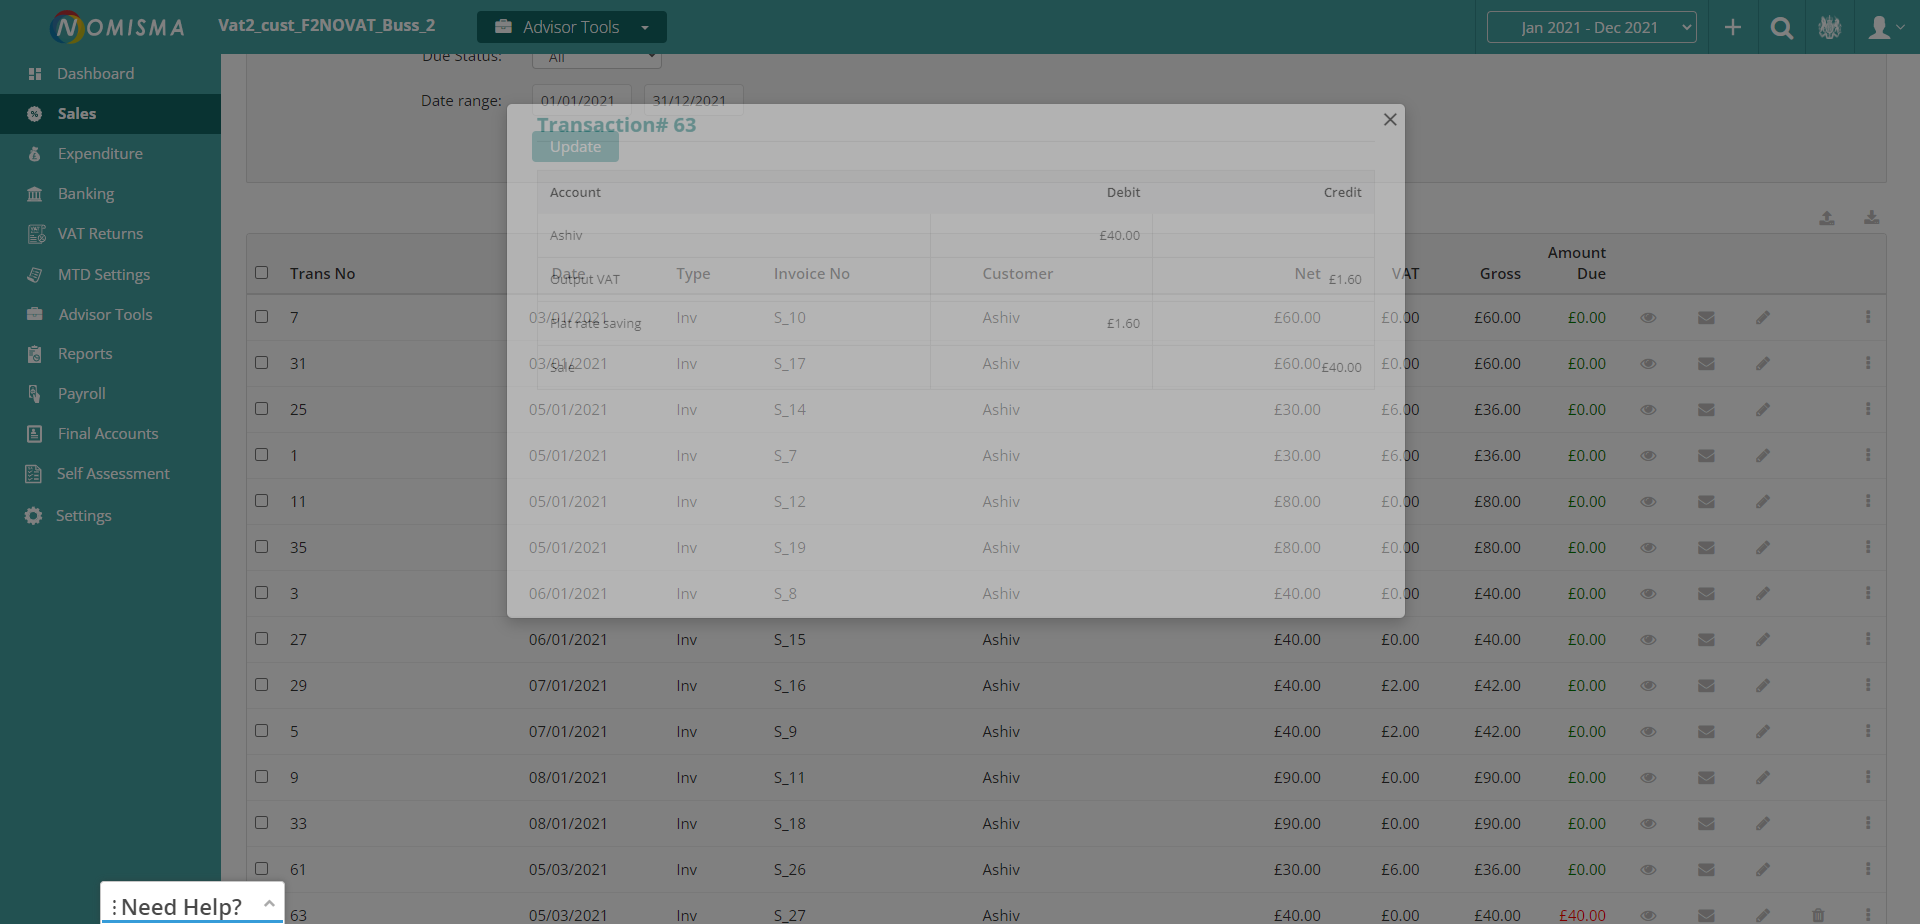 NOMISMA
Vat2_cust_F2NOVAT_Buss_2
Advisor Tools
Jan 2021 - Dec 2021
Dashboard
Sales
Expenditure
Banking
VAT Returns
MTD Settings
Advisor Tools
Reports
Payroll
Final Accounts
Self Assessment
Settings
Due Status: All
Date range: 01/01/2021 31/12/2021
Update
Transaction# 63
Account Debit Credit
Ashiv £40.00
Output VAT £1.60
Flat rate saving £1.60
Sale £40.00
Trans No Date Type Invoice No Customer Net VAT Gross Amount Due
7 03/01/2021 Inv S_10 Ashiv £60.00 £0.00 £60.00 £0.00
31 03/01/2021 Inv S_17 Ashiv £60.00 £0.00 £60.00 £0.00
25 05/01/2021 Inv S_14 Ashiv £30.00 £6.00 £36.00 £0.00
1 05/01/2021 Inv S_7 Ashiv £30.00 £6.00 £36.00 £0.00
11 05/01/2021 Inv S_12 Ashiv £80.00 £0.00 £80.00 £0.00
35 05/01/2021 Inv S_19 Ashiv £80.00 £0.00 £80.00 £0.00
3 06/01/2021 Inv S_8 Ashiv £40.00 £0.00 £40.00 £0.00
27 06/01/2021 Inv S_15 Ashiv £40.00 £0.00 £40.00 £0.00
29 07/01/2021 Inv S_16 Ashiv £40.00 £2.00 £42.00 £0.00
5 07/01/2021 Inv S_9 Ashiv £40.00 £2.00 £42.00 £0.00
9 08/01/2021 Inv S_11 Ashiv £90.00 £0.00 £90.00 £0.00
33 08/01/2021 Inv S_18 Ashiv £90.00 £0.00 £90.00 £0.00
61 05/03/2021 Inv S_26 Ashiv £30.00 £6.00 £36.00 £0.00
63 05/03/2021 Inv S_27 Ashiv £40.00 £0.00 £40.00 £40.00
Need Help?